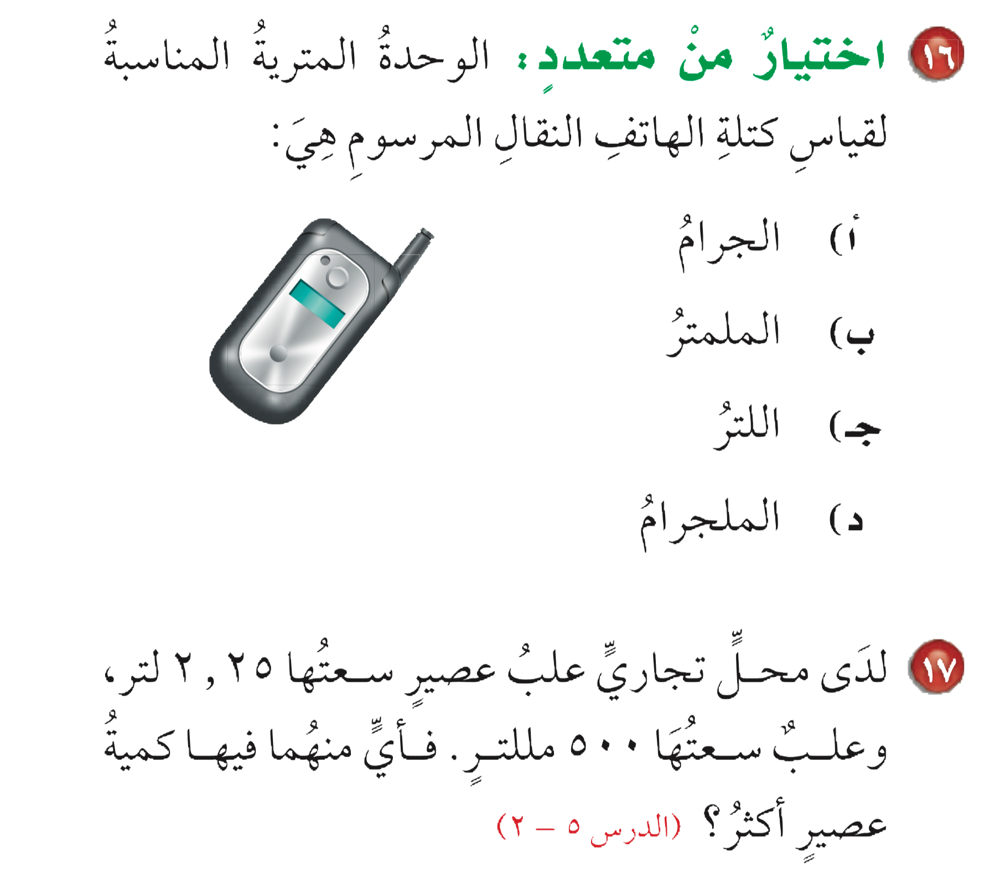 ١٦ اختيارٌ منْ متعددٍ: الوحدةُ المتريةُ المناسبةُ
لقياسِ كتلةِ الهاتفِ النقالِ المرسومِ هِيَ:
أ) الجرامُ
ب) الملمترُ
جـ) اللترُ
د) الملجرامُ
١٧ لدَى محلٍّ تجاريٍّ علبُ عصيرٍ سعتُها ٢٥ , ٢ لتر،
وعلبٌ سعتُهَا ٥٠٠ مللترٍ. فأيٍّ منهُما فيها كميةُ
عصيرٍ أكثرُ؟ (الدرس ٥ – ٢)